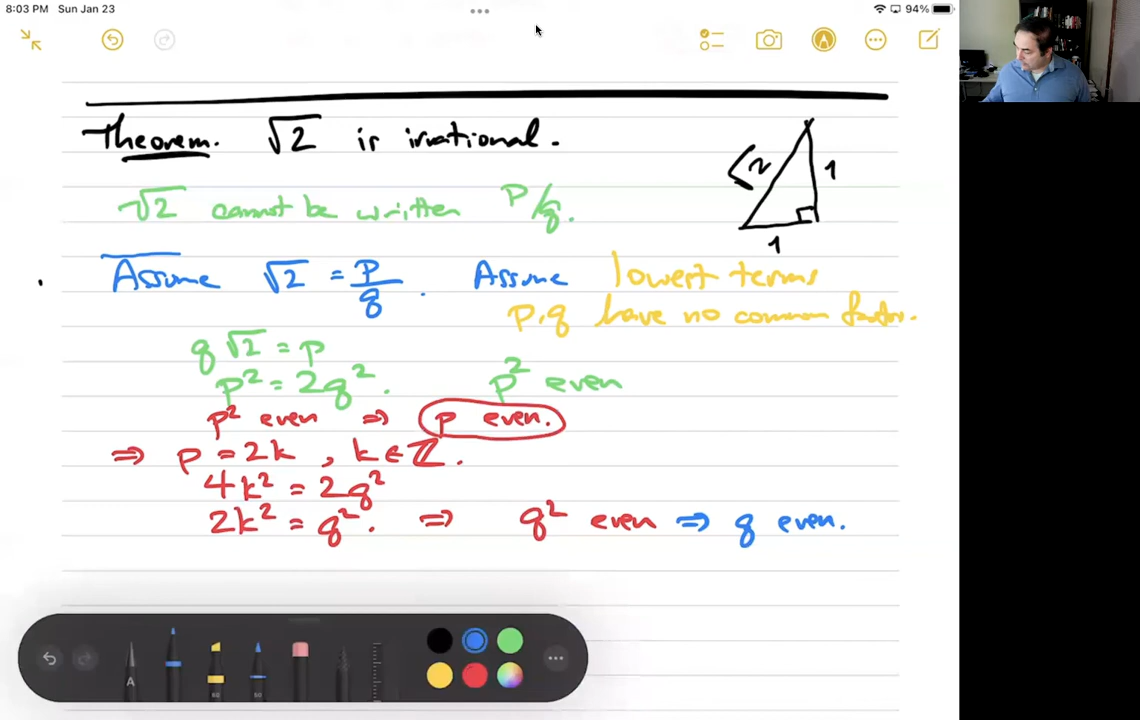 8:03 PM Sun Jan 23
94%
Theorem. √2 is irrational.
√2 1
1
√2 cannot be written P/q.
Assume √2 = p/q. Assume lowest terms
p,q have no common factor.
q√2 = p
p² = 2q². p² even
p² even ⇒ p even.
⇒ p = 2k, k ∈ ℤ.
4k² = 2q²
2k² = q². ⇒ q² even ⇒ q even.
A